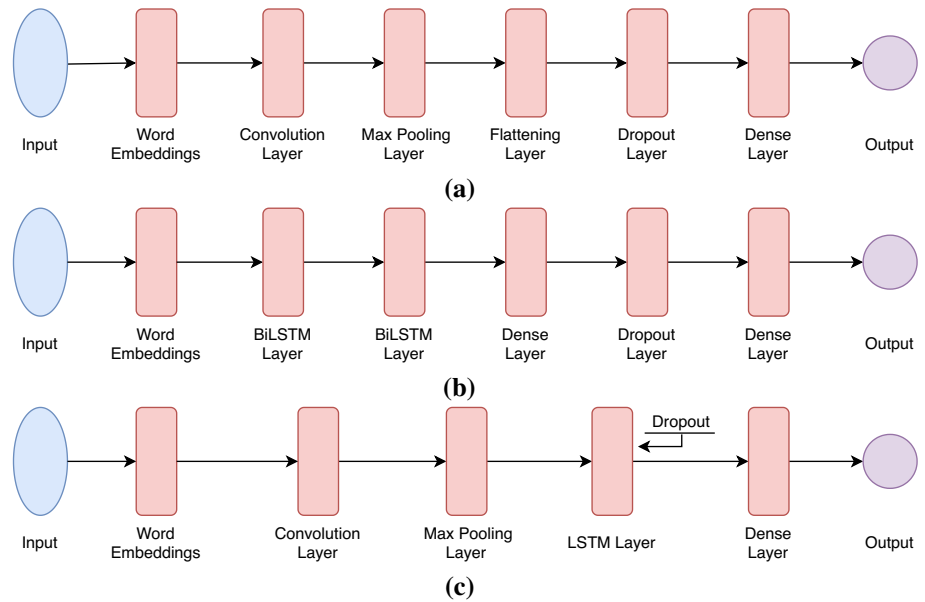 Input
Word
Embeddings
Convolution
Layer
Max Pooling
Layer
Flattening
Layer
Dropout
Layer
Dense
Layer
Output
(a)
Input
Word
Embeddings
BiLSTM
Layer
BiLSTM
Layer
Dense
Layer
Dropout
Layer
Dense
Layer
Output
(b)
Dropout
Input
Word
Embeddings
Convolution
Layer
Max Pooling
Layer
LSTM Layer
Dense
Layer
Output
(c)